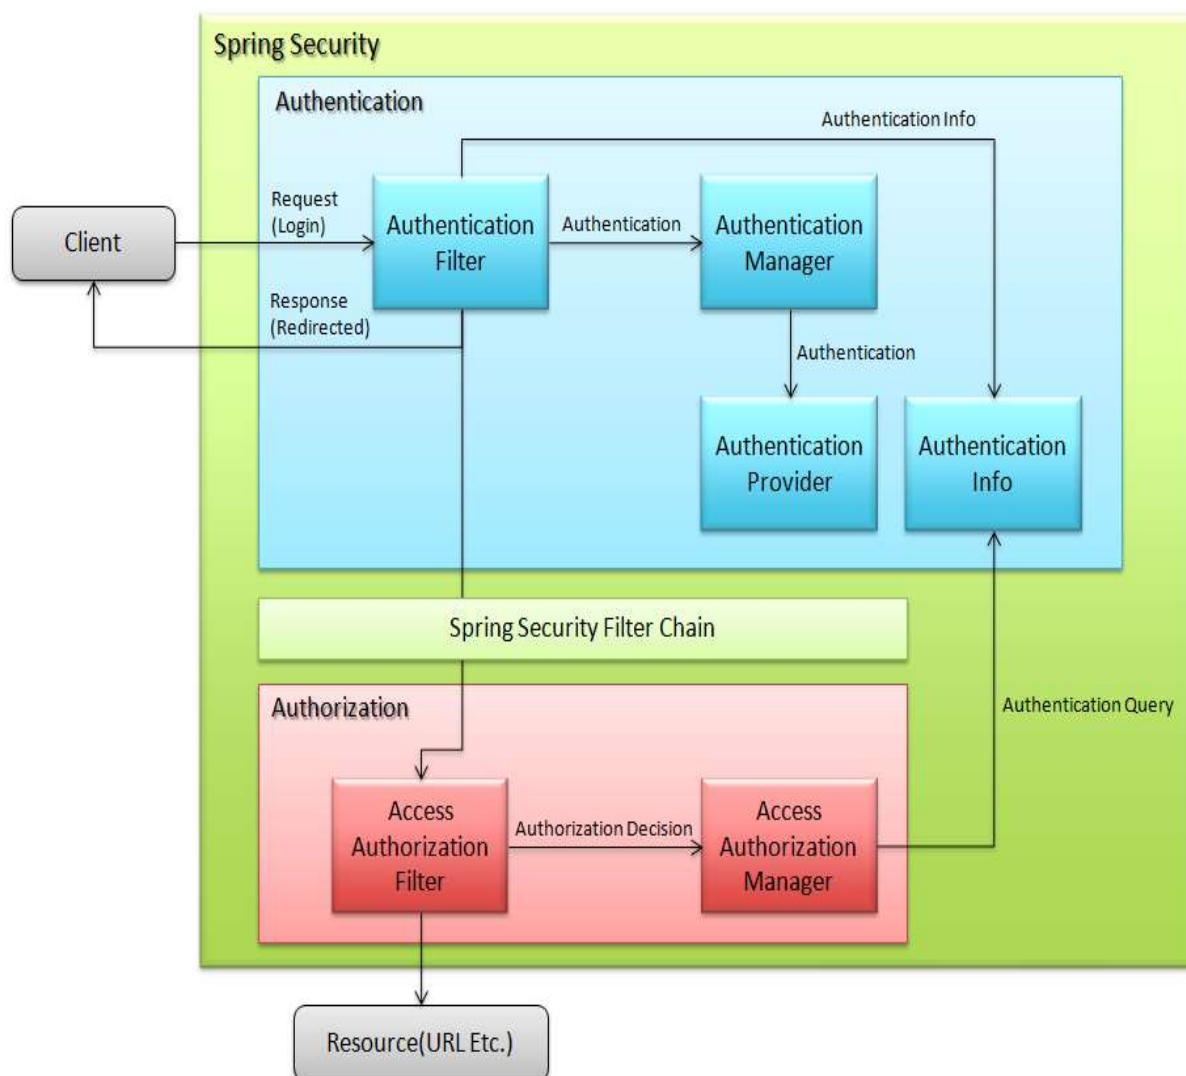 Spring Security
Authentication
Authentication Info
Request
(Login)
Client
Authentication
Filter
Authentication
Authentication
Manager
Response
(Redirected)
Authentication
Authentication
Provider
Authentication
Info
Spring Security Filter Chain
Authorization
Authentication Query
Access
Authorization
Filter
Authorization Decision
Access
Authorization
Manager
Resource(URL Etc.)